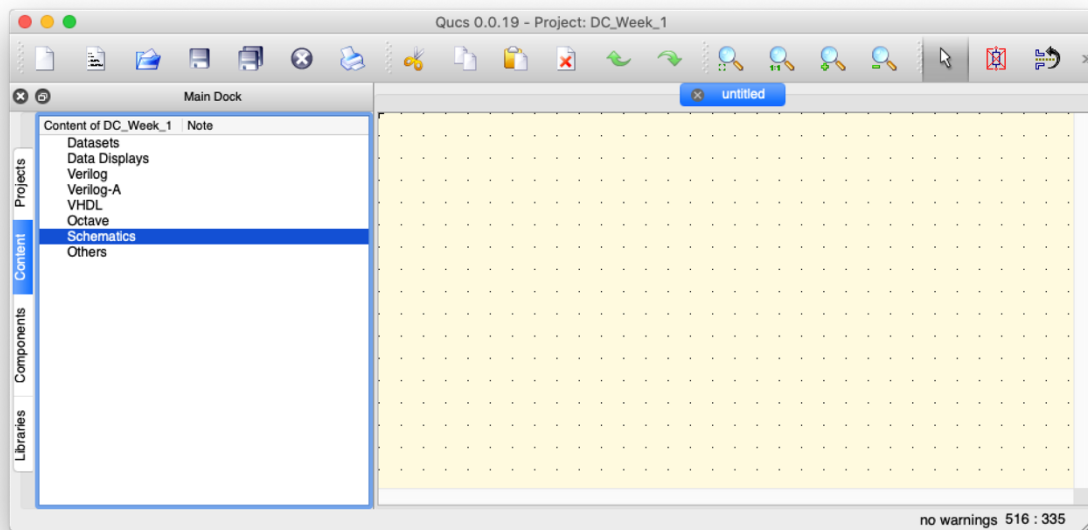 Qucs 0.0.19 - Project: DC_Week_1
Main Dock
untitled
Content of DC_Week_1 Note
Datasets
Data Displays
Verilog
Verilog-A
VHDL
Octave
Schematics
Others
Projects
Content
Components
Libraries
no warnings 516 : 335